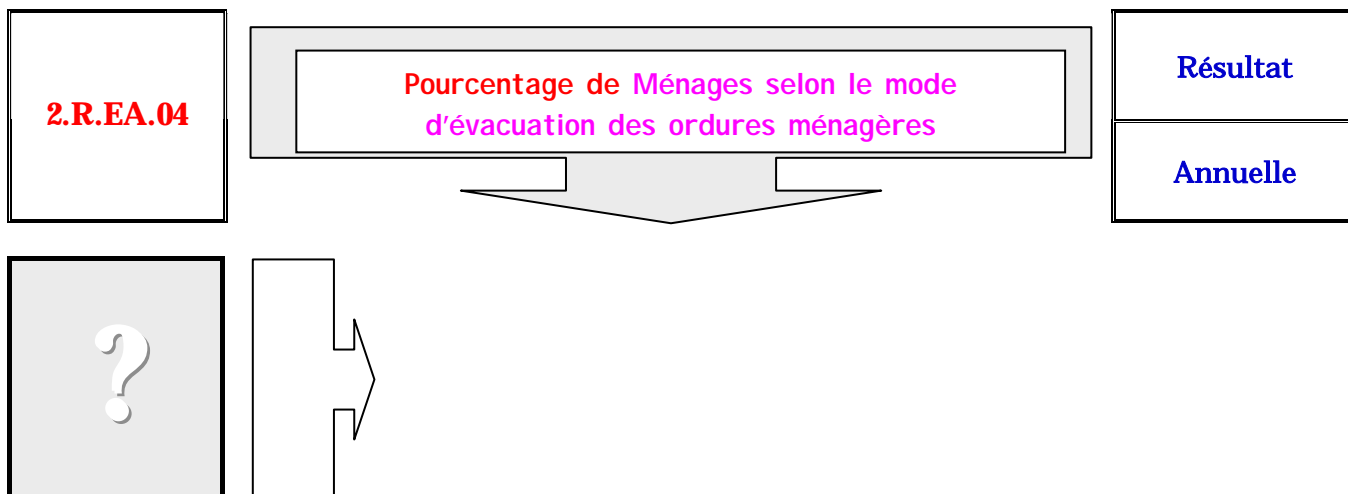 2.R.EA.04
Pourcentage de Ménages selon le mode
d'évacuation des ordures ménagères
Résultat
Annuelle
?